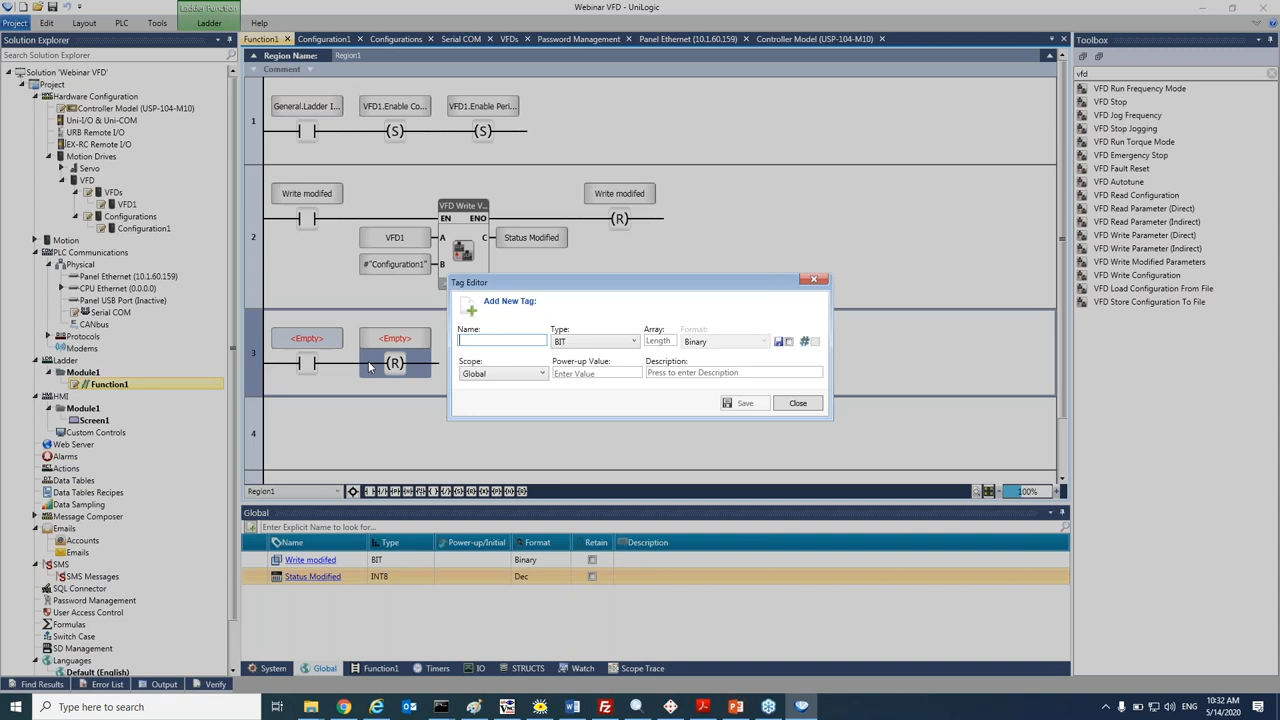 Ladder Function
Webinar VFD - UniLogic
Project Edit Layout PLC Tools Ladder Help
Solution Explorer
Search Solution Explorer
Solution 'Webinar VFD'
Project
Hardware Configuration
Controller Model (USP-104-M10)
Uni-I/O & Uni-COM
URB Remote I/O
EX-RC Remote I/O
Motion Drives
Servo
VFD
VFDs
VFD1
Configurations
Configuration1
Motion
PLC Communications
Physical
Panel Ethernet (10.1.60.159)
CPU Ethernet (0.0.0.0)
Panel USB Port (Inactive)
Serial COM
CANbus
Protocols
Modems
Ladder
Module1
Function1
HMI
Module1
Screen1
Custom Controls
Web Server
Alarms
Actions
Data Tables
Data Tables Recipes
Data Sampling
Message Composer
Emails
Accounts
Emails
SMS
SMS Messages
SQL Connector
Password Management
User Access Control
Formulas
Switch Case
SD Management
Languages
Default (English)
Find Results Error List Output Verify
Function1 Configuration1 Configurations Serial COM VFDs Password Management Panel Ethernet (10.1.60.159) Controller Model (USP-104-M10)
Region Name: Region1
Comment
General.Ladder I... VFD1.Enable Co... VFD1.Enable Peri...
1
(S) (S)
Write modifed Write modifed
VFD Write V...
EN ENO
2
(R)
VFD1 A C Status Modified
#"Configuration1" B
<Empty> <Empty>
3
(R)
4
Tag Editor
Add New Tag:
Name: Type: Array: Format:
BIT Length Binary
Scope: Power-up Value: Description:
Global Enter Value Press to enter Description
Save Close
Region1
100%
Global
Enter Explicit Name to look for...
Name Type Power-up/Initial Format Retain Description
Write modifed BIT Binary
Status Modified INT8 Dec
System Global Function1 Timers IO STRUCTS Watch Scope Trace
Toolbox
vfd
VFD Run Frequency Mode
VFD Stop
VFD Jog Frequency
VFD Stop Jogging
VFD Run Torque Mode
VFD Emergency Stop
VFD Fault Reset
VFD Autotune
VFD Read Configuration
VFD Read Parameter (Direct)
VFD Read Parameter (Indirect)
VFD Write Parameter (Direct)
VFD Write Parameter (Indirect)
VFD Write Modified Parameters
VFD Write Configuration
VFD Load Configuration From File
VFD Store Configuration To File
Type here to search
ENG
10:32 AM
5/14/2020